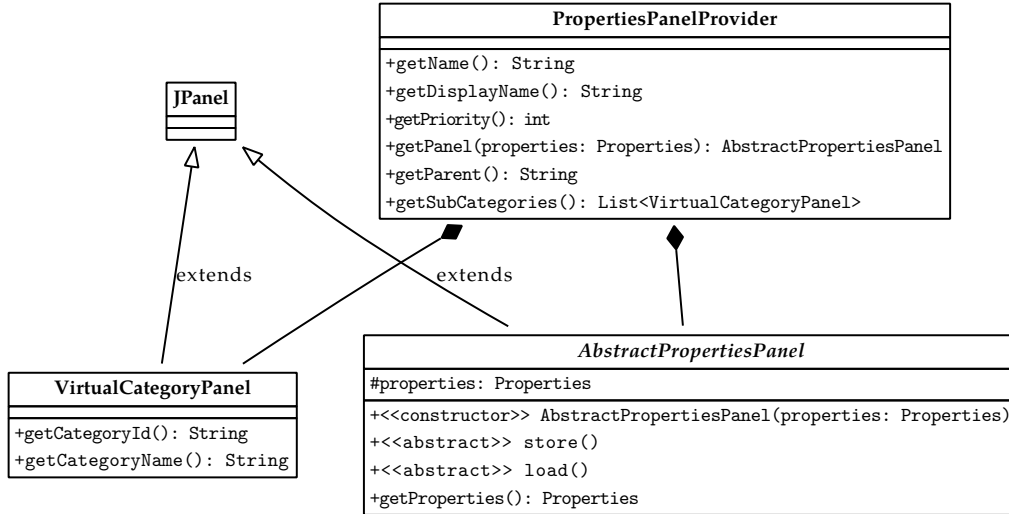 PropertiesPanelProvider
+getName(): String
+getDisplayName(): String
+getPriority(): int
+getPanel(properties: Properties): AbstractPropertiesPanel
+getParent(): String
+getSubCategories(): List<VirtualCategoryPanel>
JPanel
extends
extends
VirtualCategoryPanel
+getCategoryId(): String
+getCategoryName(): String
AbstractPropertiesPanel
#properties: Properties
+<<constructor>> AbstractPropertiesPanel(properties: Properties)
+<<abstract>> store()
+<<abstract>> load()
+getProperties(): Properties